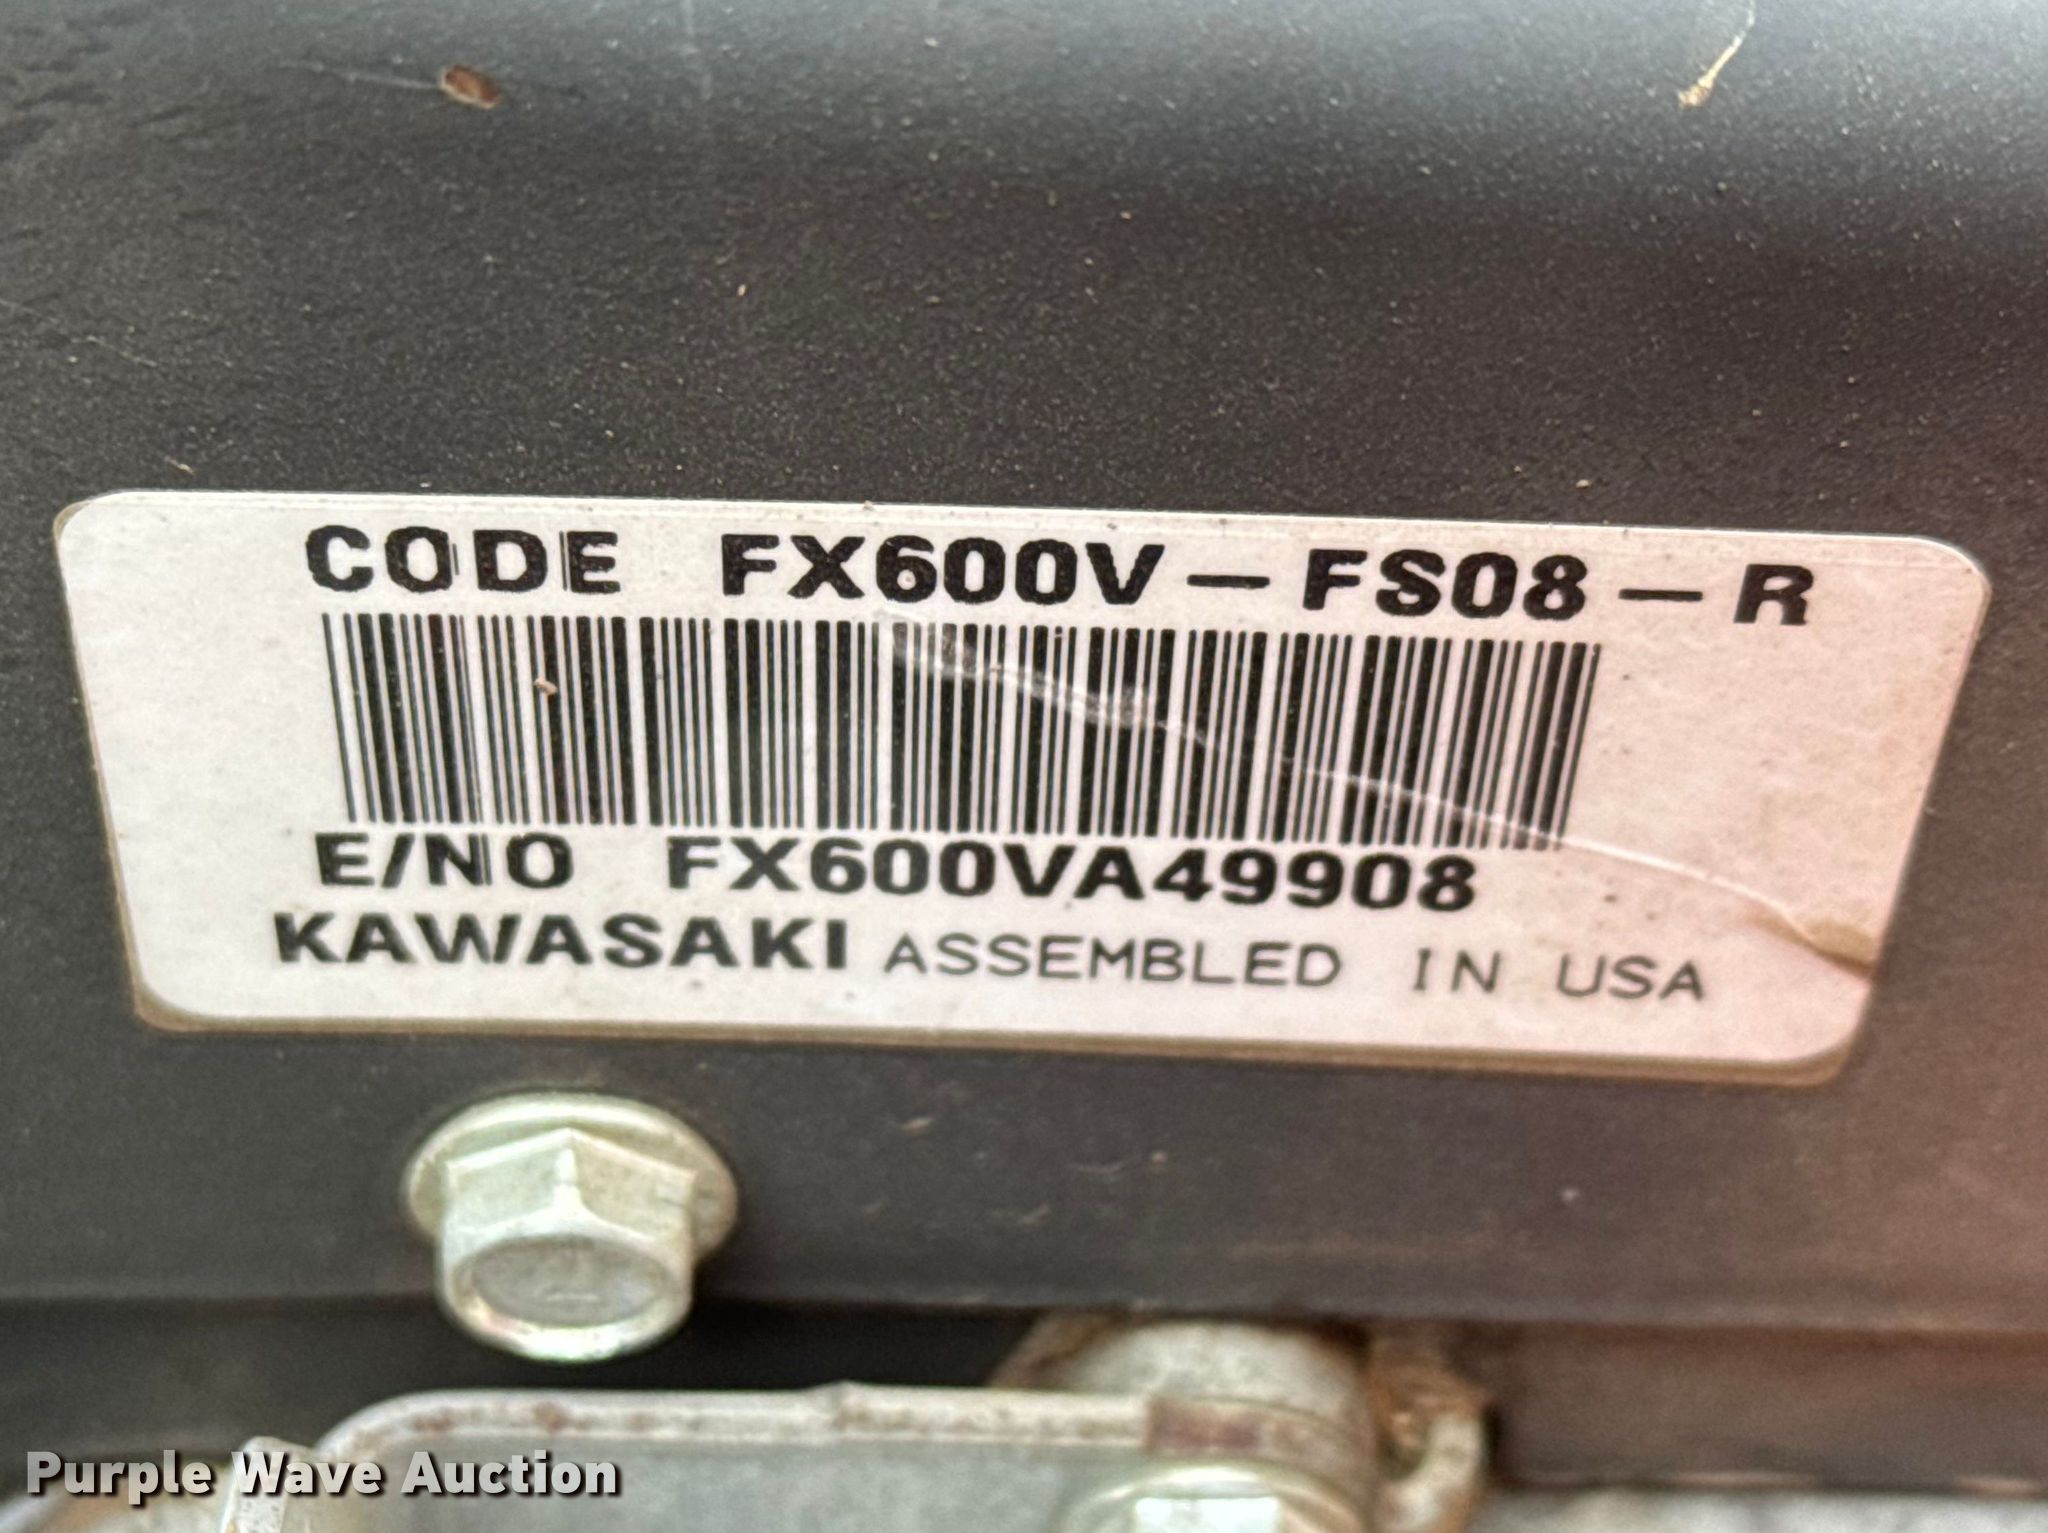 CODE FX600V-FS08-R
E/NO FX600VA49908
KAWASAKI ASSEMBLED IN USA
Purple Wave Auction